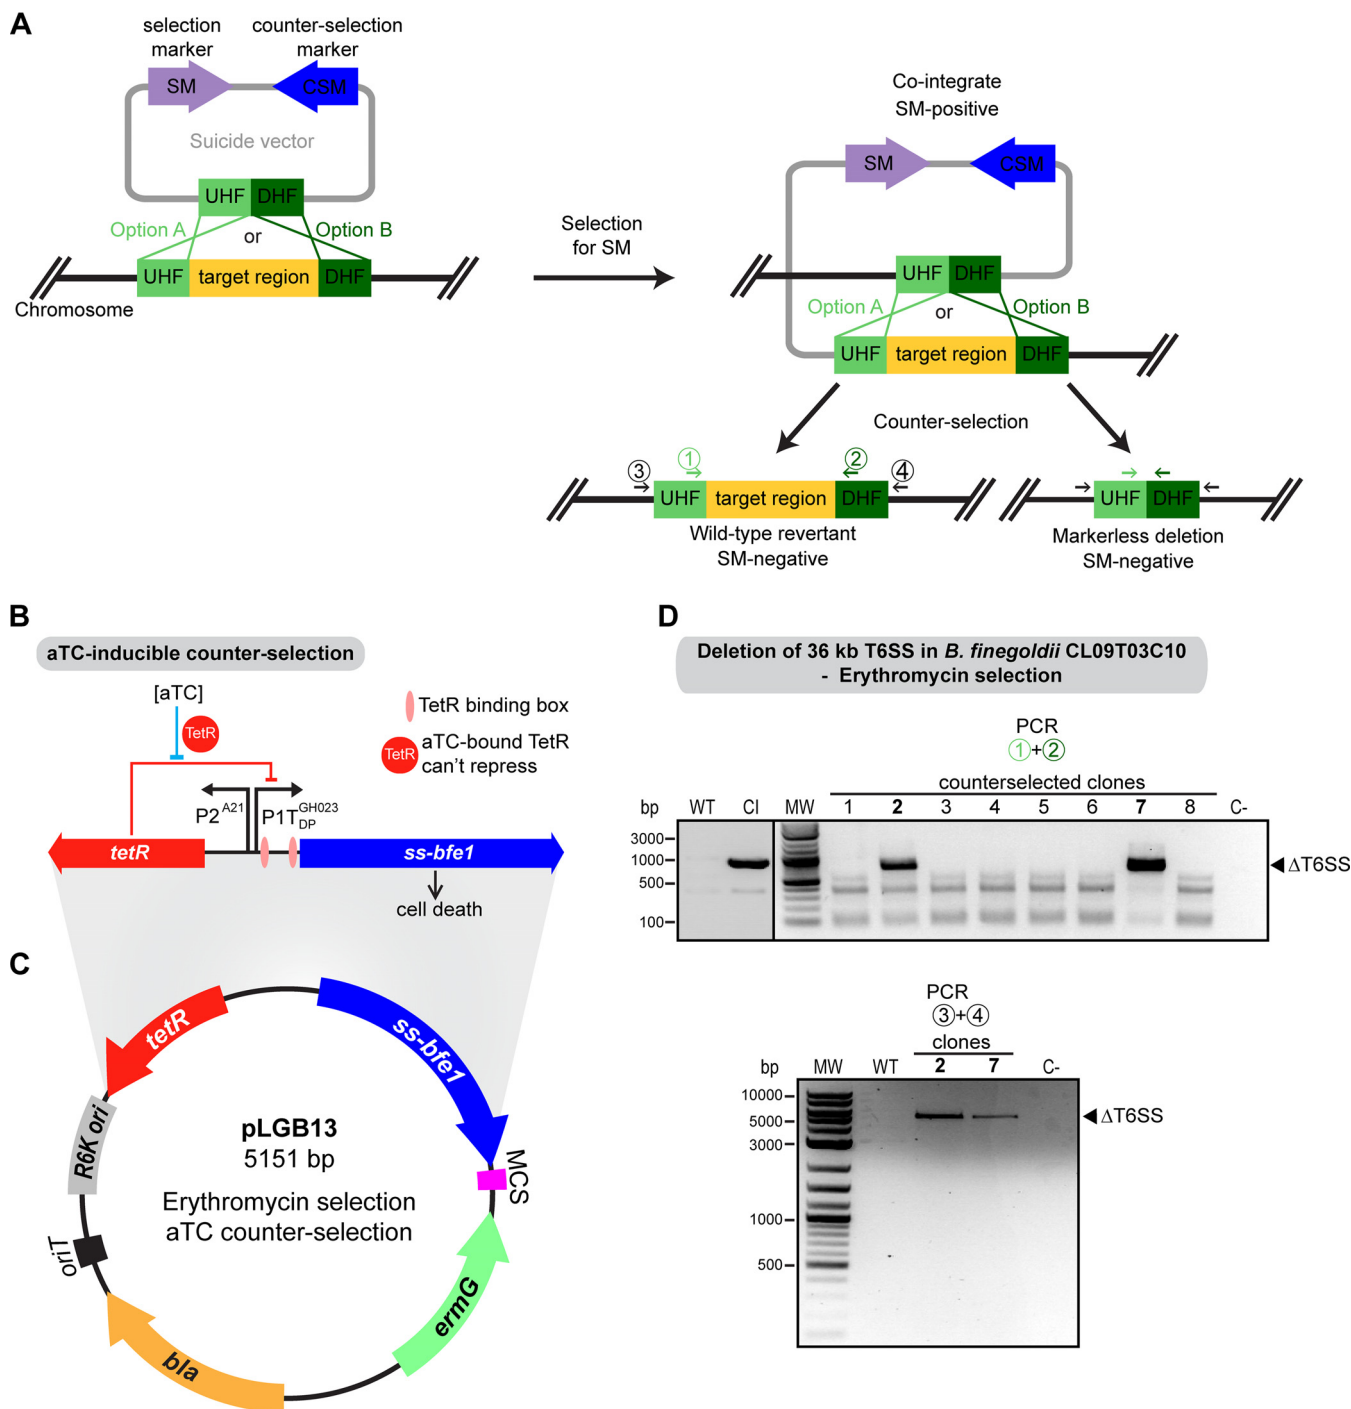 A
selection marker
counter-selection marker
SM
CSM
Suicide vector
UHF
DHF
Option A
or
Option B
UHF
target region
DHF
Chromosome
Selection
for SM
Co-integrate
SM-positive
SM
CSM
UHF
DHF
Option A
or
Option B
UHF
target region
DHF
Counter-selection
3
1
2
4
UHF
target region
DHF
Wild-type revertant
SM-negative
UHF
DHF
Markerless deletion
SM-negative
B
aTC-inducible counter-selection
[aTC]
TetR
TetR binding box
TetR
aTC-bound TetR
can't repress
P2 A21
P1T DP GH023
tetR
ss-bfe1
cell death
C
tetR
ss-bfe1
R6K ori
MCS
oriT
ermG
bla
pLGB13
5151 bp
Erythromycin selection
aTC counter-selection
D
Deletion of 36 kb T6SS in B. finegoldii CL09T03C10
- Erythromycin selection
PCR
1+2
counterselected clones
bp WT CI MW 1 2 3 4 5 6 7 8 C-
3000
1000
500
100
ΔT6SS
PCR
3+4
clones
bp MW WT 2 7 C-
10000
5000
3000
1000
500
ΔT6SS